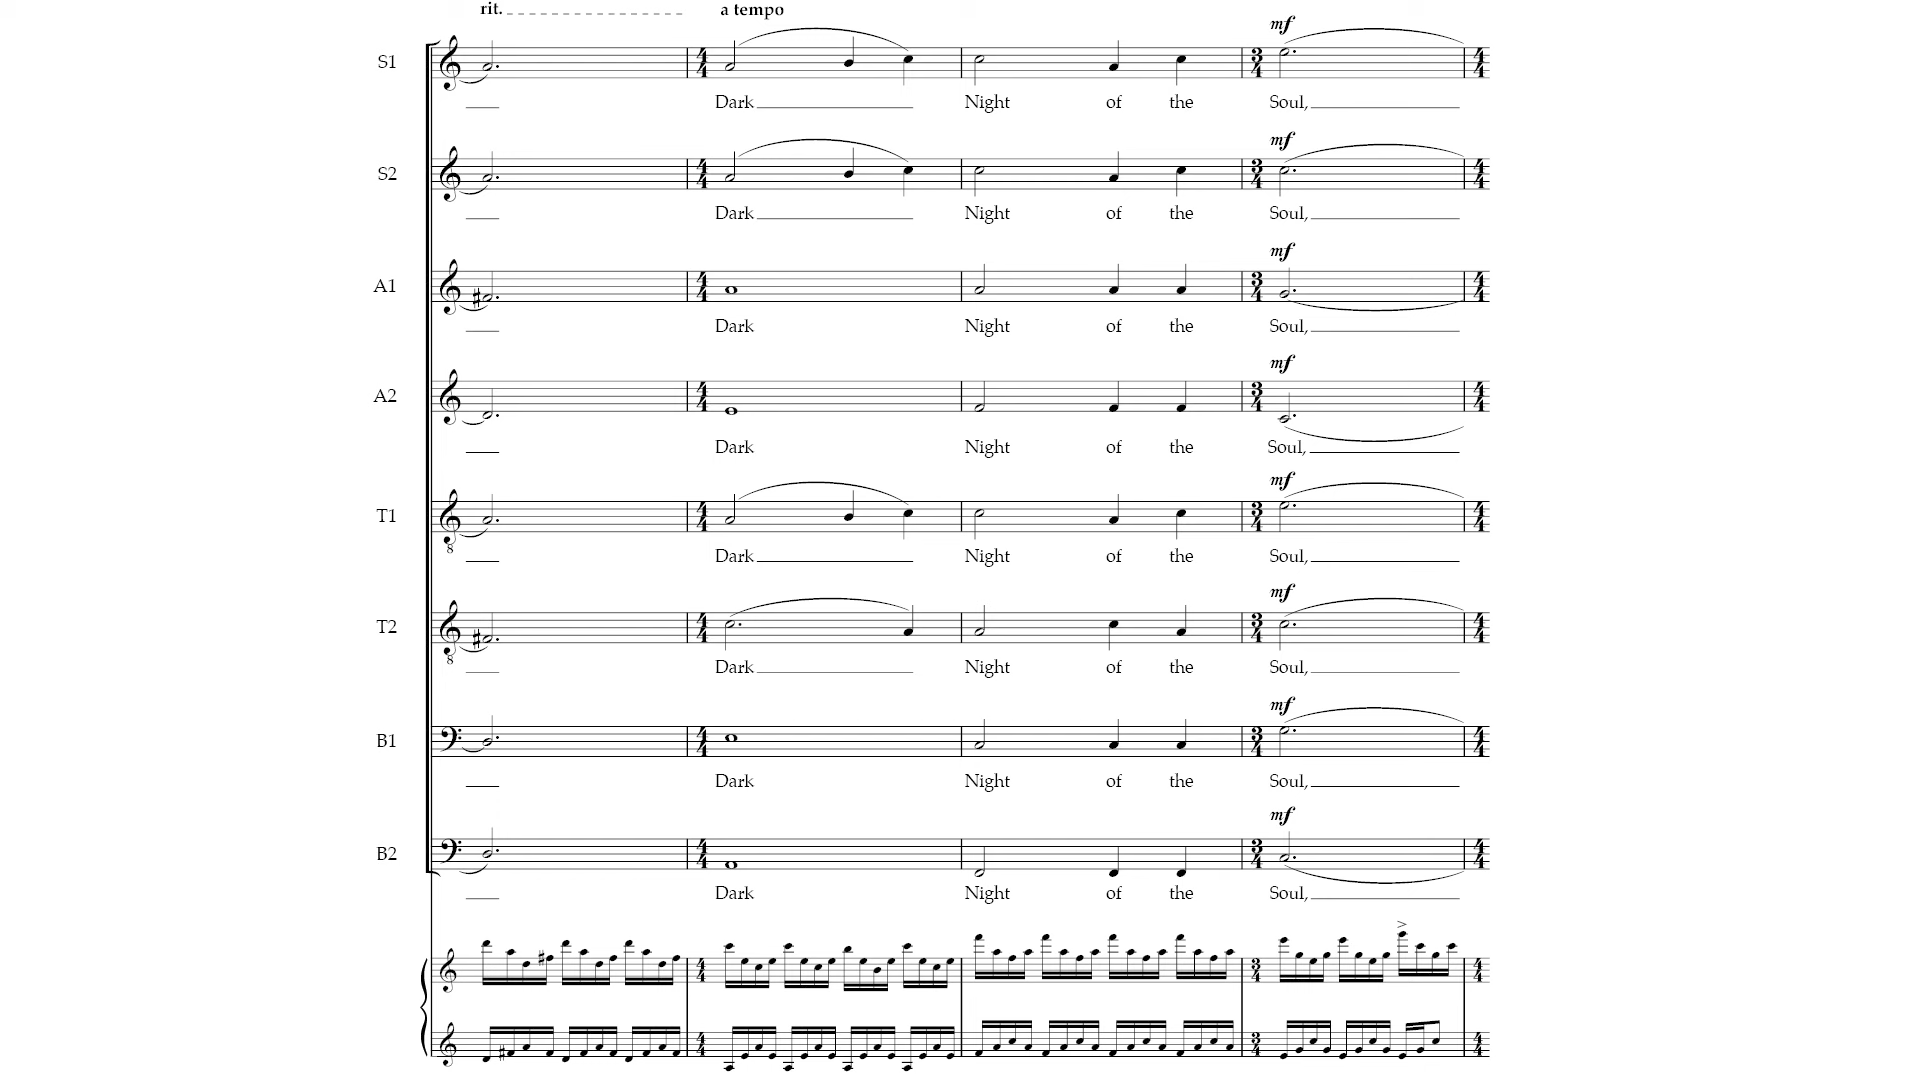 rit. a tempo
mf
S1
Dark Night of the Soul,
mf
S2
Dark Night of the Soul,
mf
A1
Dark Night of the Soul,
mf
A2
Dark Night of the Soul,
mf
T1
8
Dark Night of the Soul,
mf
T2
8
Dark Night of the Soul,
mf
B1
Dark Night of the Soul,
mf
B2
Dark Night of the Soul,